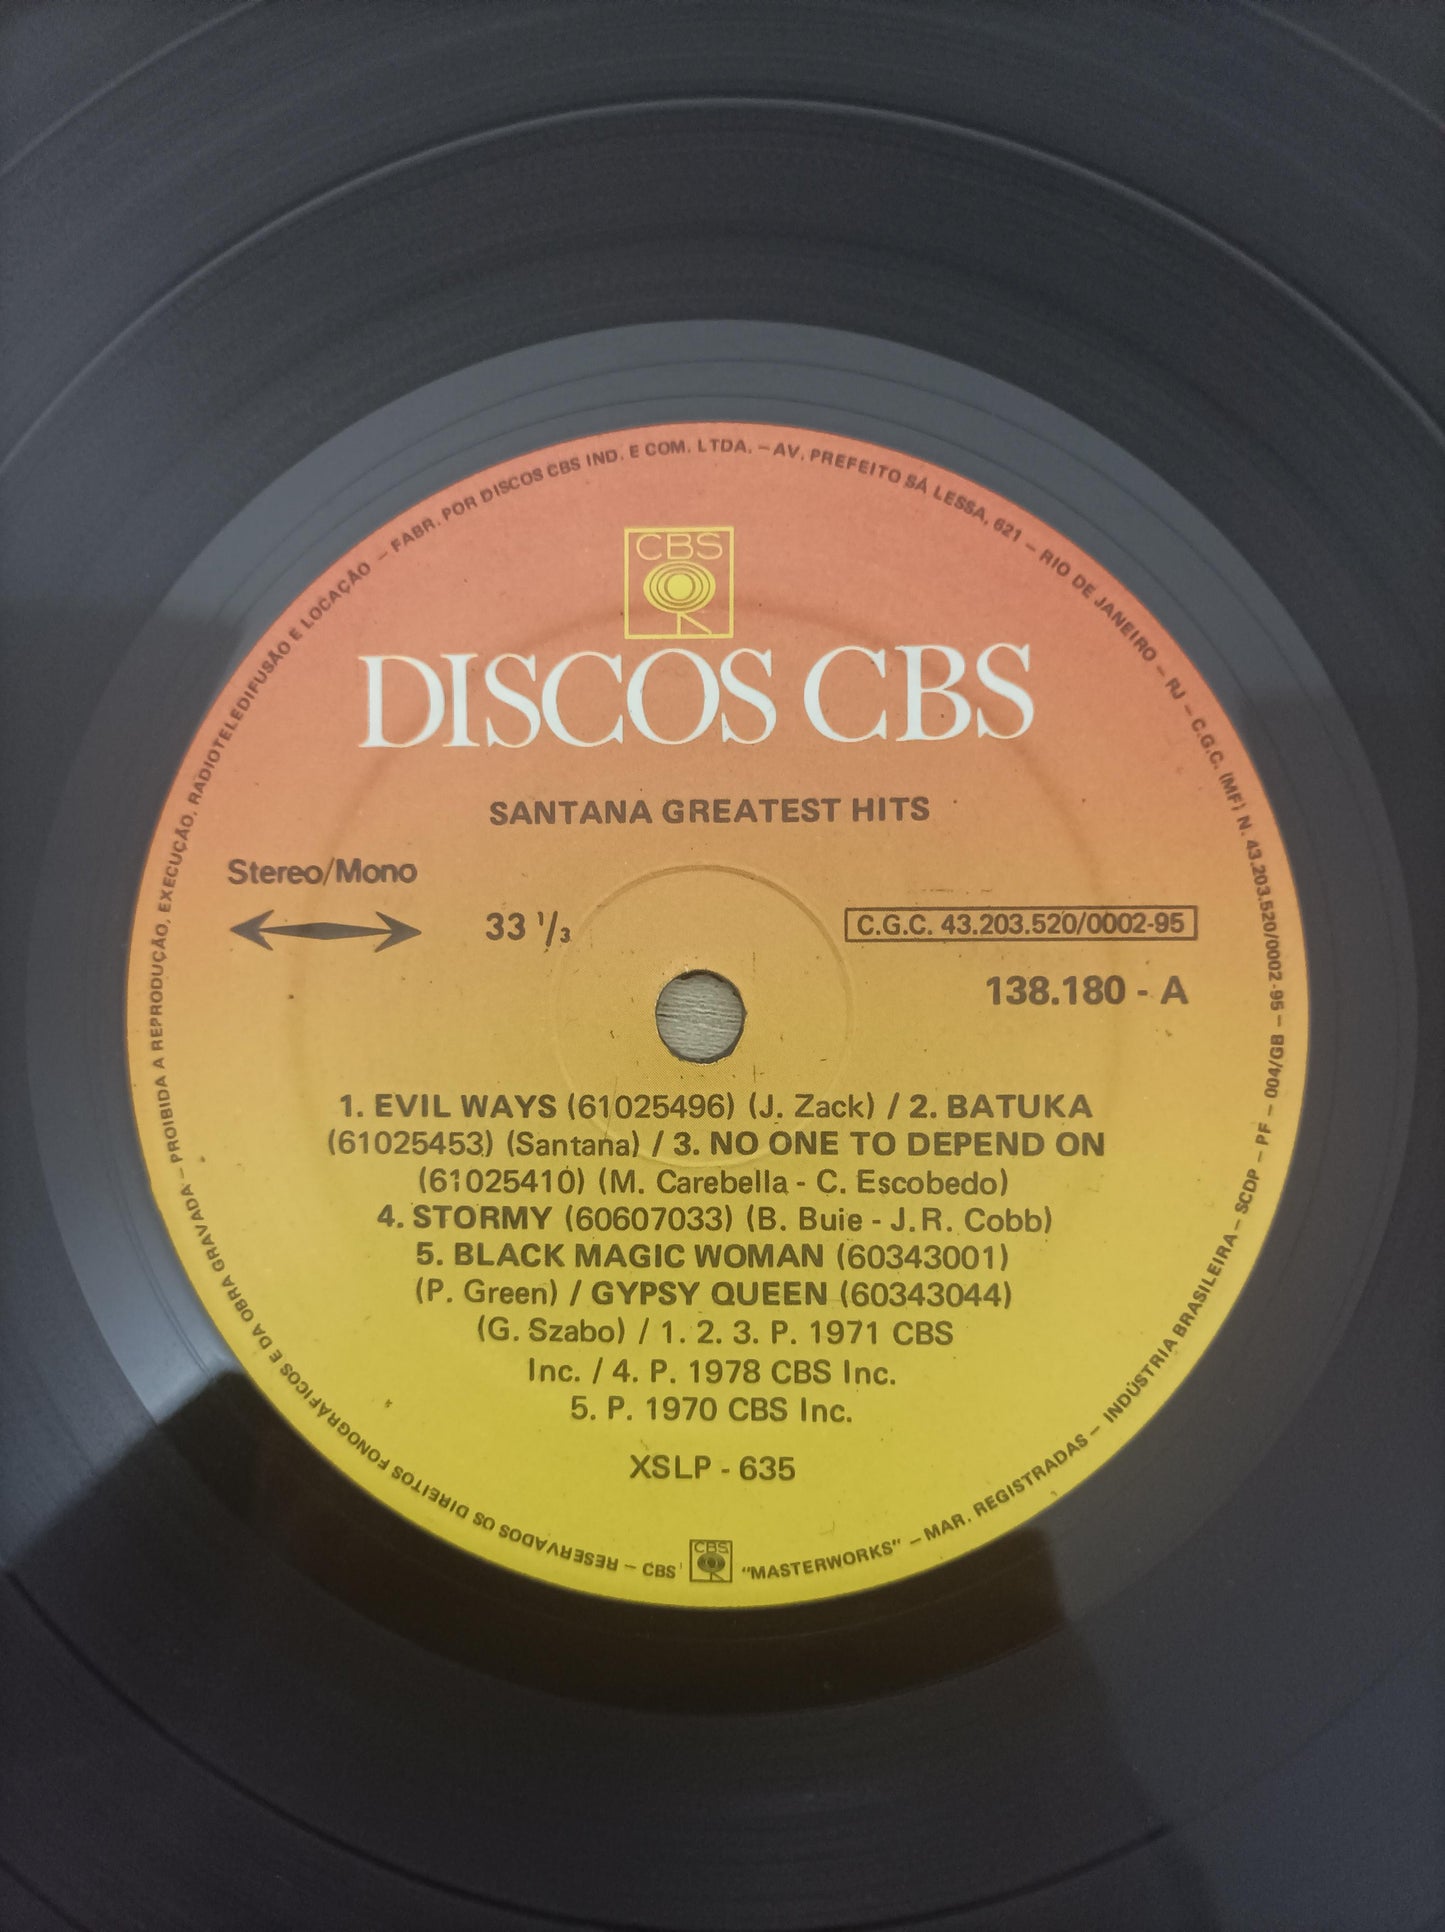 CBS
DISCOS CBS
SANTANA GREATEST HITS
Stereo/Mono
33 1/3
C.G.C. 43.203.520/0002-95
138.180 - A
1. EVIL WAYS (61025496) (J. Zack) / 2. BATUKA
(61025453) (Santana) / 3. NO ONE TO DEPEND ON
(61025410) (M. Carebella - C. Escobedo)
4. STORMY (60607033) (B. Buie - J.R. Cobb)
5. BLACK MAGIC WOMAN (60343001)
(P. Green) / GYPSY QUEEN (60343044)
(G. Szabo) / 1. 2. 3. P. 1971 CBS
Inc. / 4. P. 1978 CBS Inc.
5. P. 1970 CBS Inc.
XSLP - 635
FABR. POR DISCOS CBS IND. E COM. LTDA. – AV. PREFEITO SÁ LESSA, 621 – RIO DE JANEIRO – RJ – C.G.C. (MF) N. 43.203.520/0002-95 – GB 004/GB – PF – SCDP – INDÚSTRIA BRASILEIRA – MAR. REGISTRADAS – "MASTERWORKS" CBS CBS – RESERVADOS OS DIREITOS FONOGRÁFICOS E DA OBRA GRAVADA – PROIBIDA A REPRODUÇÃO, EXECUÇÃO, RADIOTELEDIFUSÃO E LOCAÇÃO –